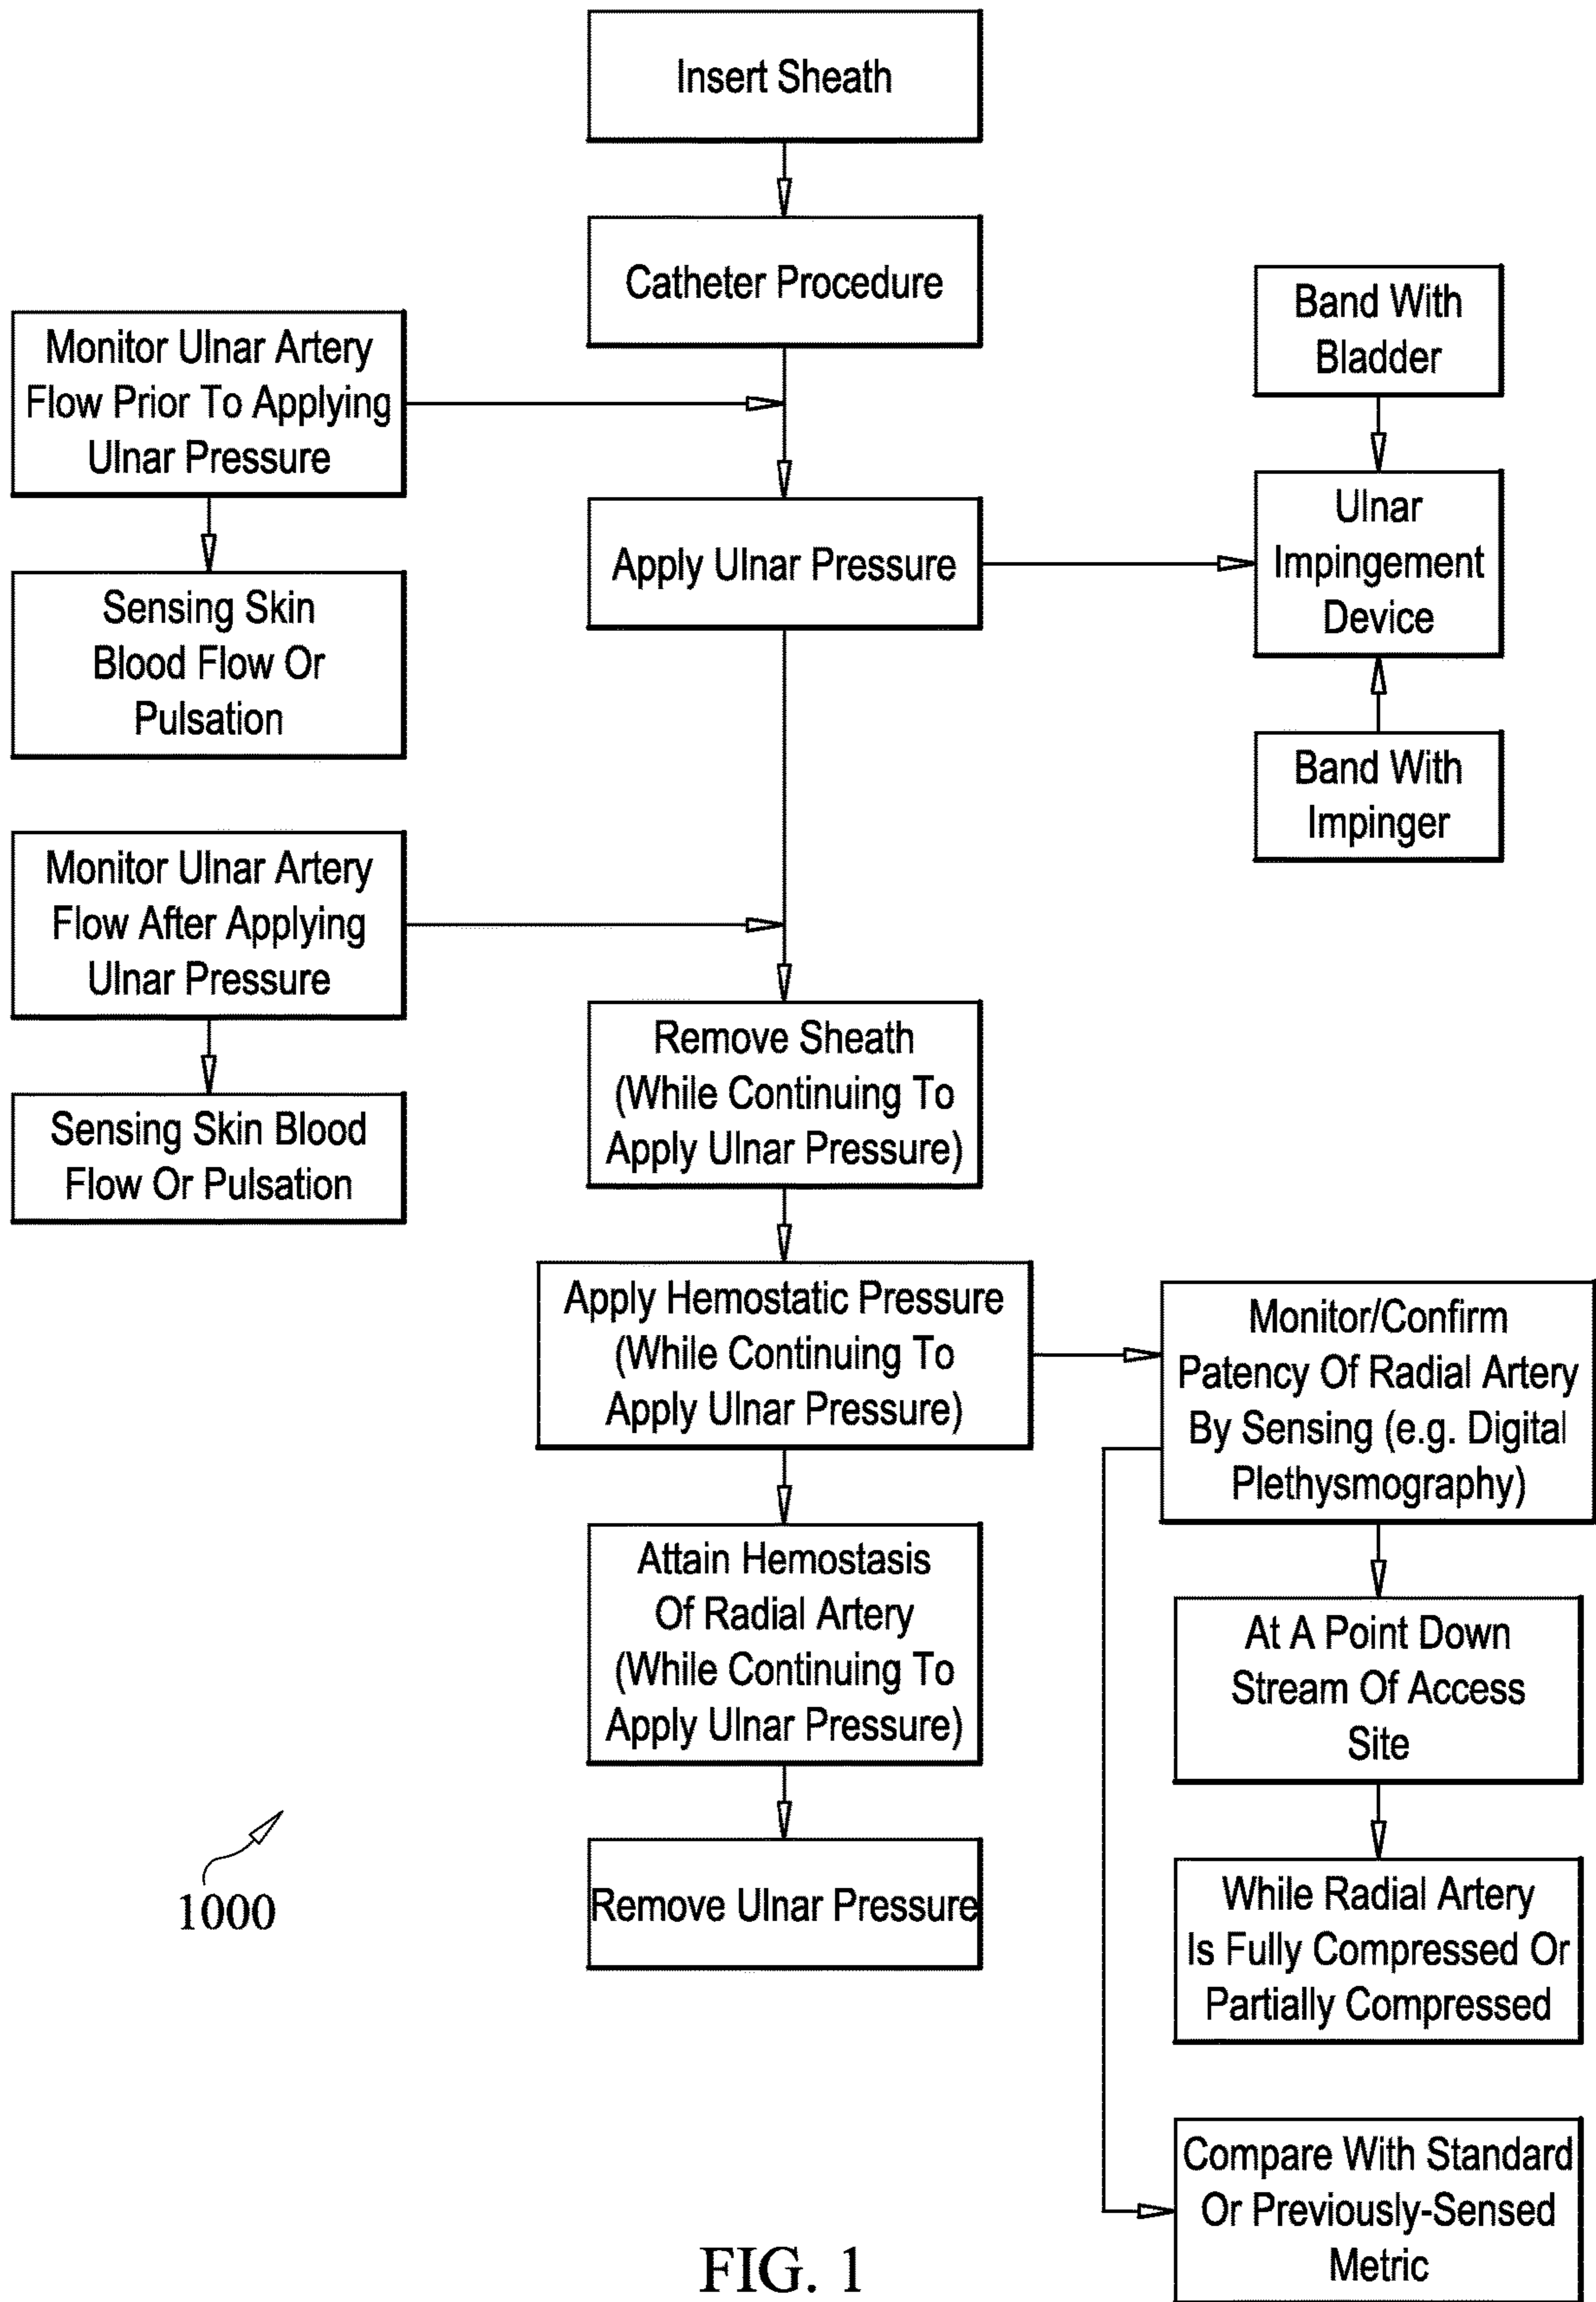 Insert Sheath
Catheter Procedure
Monitor Ulnar Artery
Flow Prior To Applying
Ulnar Pressure
Sensing Skin
Blood Flow Or
Pulsation
Apply Ulnar Pressure
Band With
Bladder
Ulnar
Impingement
Device
Band With
Impinger
Monitor Ulnar Artery
Flow After Applying
Ulnar Pressure
Sensing Skin Blood
Flow Or Pulsation
Remove Sheath
(While Continuing To
Apply Ulnar Pressure)
Apply Hemostatic Pressure
(While Continuing To
Apply Ulnar Pressure)
Monitor/Confirm
Patency Of Radial Artery
By Sensing (e.g. Digital
Plethysmography)
Attain Hemostasis
Of Radial Artery
(While Continuing To
Apply Ulnar Pressure)
At A Point Down
Stream Of Access
Site
Remove Ulnar Pressure
While Radial Artery
Is Fully Compressed Or
Partially Compressed
1000
Compare With Standard
Or Previously-Sensed
Metric
FIG. 1